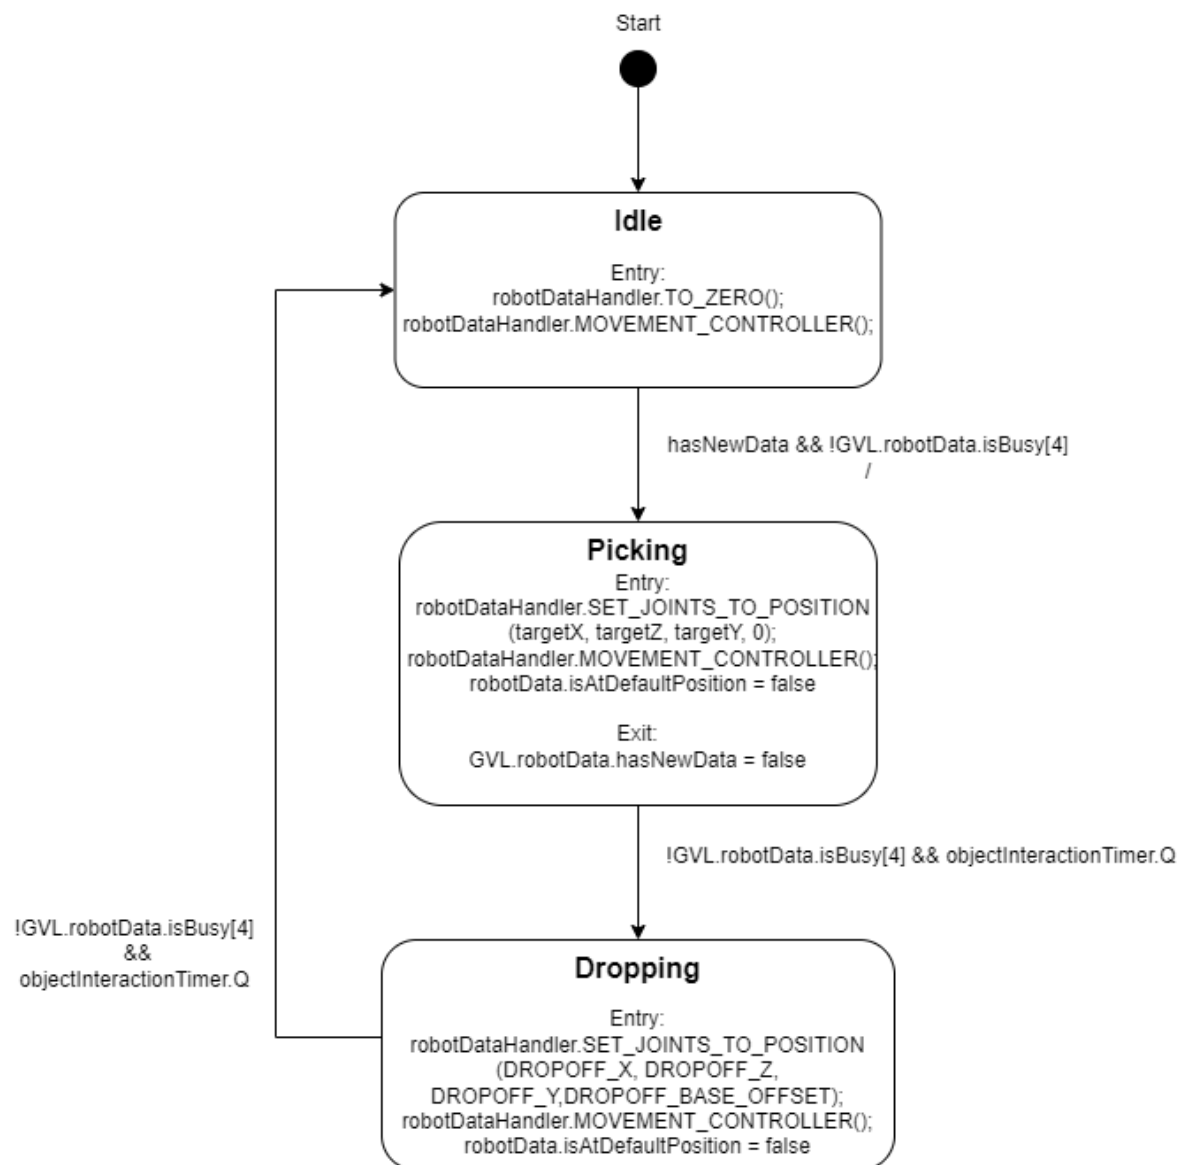 Start
Idle
Entry:
robotDataHandler.TO_ZERO();
robotDataHandler.MOVEMENT_CONTROLLER();
hasNewData && !GVL.robotData.isBusy[4]
/
Picking
Entry:
robotDataHandler.SET_JOINTS_TO_POSITION
(targetX, targetZ, targetY, 0);
robotDataHandler.MOVEMENT_CONTROLLER();
robotData.isAtDefaultPosition = false
Exit:
GVL.robotData.hasNewData = false
!GVL.robotData.isBusy[4] && objectInteractionTimer.Q
!GVL.robotData.isBusy[4]
&&
objectInteractionTimer.Q
Dropping
Entry:
robotDataHandler.SET_JOINTS_TO_POSITION
(DROPOFF_X, DROPOFF_Z,
DROPOFF_Y,DROPOFF_BASE_OFFSET);
robotDataHandler.MOVEMENT_CONTROLLER();
robotData.isAtDefaultPosition = false